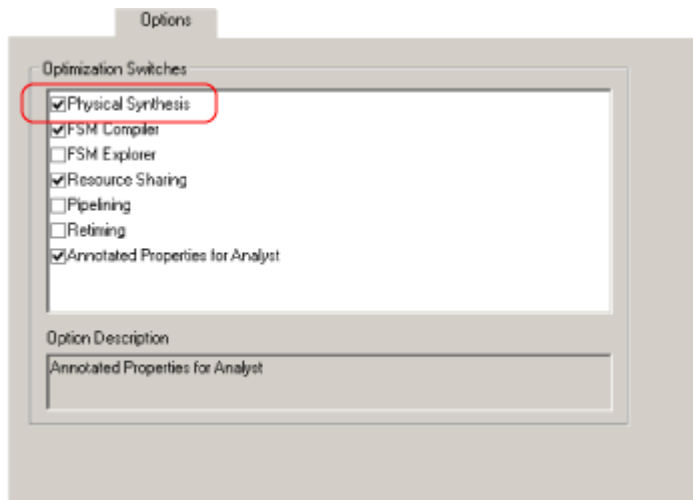 Options
Optimization Switches
Physical Synthesis
FSM Compiler
FSM Explorer
Resource Sharing
Pipelining
Retiming
Annotated Properties for Analyst
Option Description
Annotated Properties for Analyst